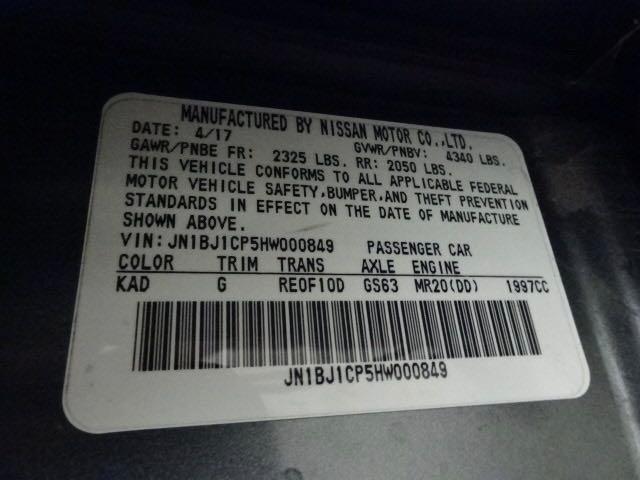 MANUFACTURED BY NISSAN MOTOR CO.,LTD.
DATE: 4/17 GVWR/PNBV: 4340 LBS.
GAWR/PNBE FR: 2325 LBS. RR: 2050 LBS.
THIS VEHICLE CONFORMS TO ALL APPLICABLE FEDERAL
MOTOR VEHICLE SAFETY,BUMPER,AND THEFT PREVENTION
STANDARDS IN EFFECT ON THE DATE OF MANUFACTURE
SHOWN ABOVE.
VIN:JN1BJ1CP5HW000849 PASSENGER CAR
COLOR TRIM TRANS AXLE ENGINE
KAD G RE0F10D GS63 MR20(DD) 1997CC
JN1BJ1CP5HW000849